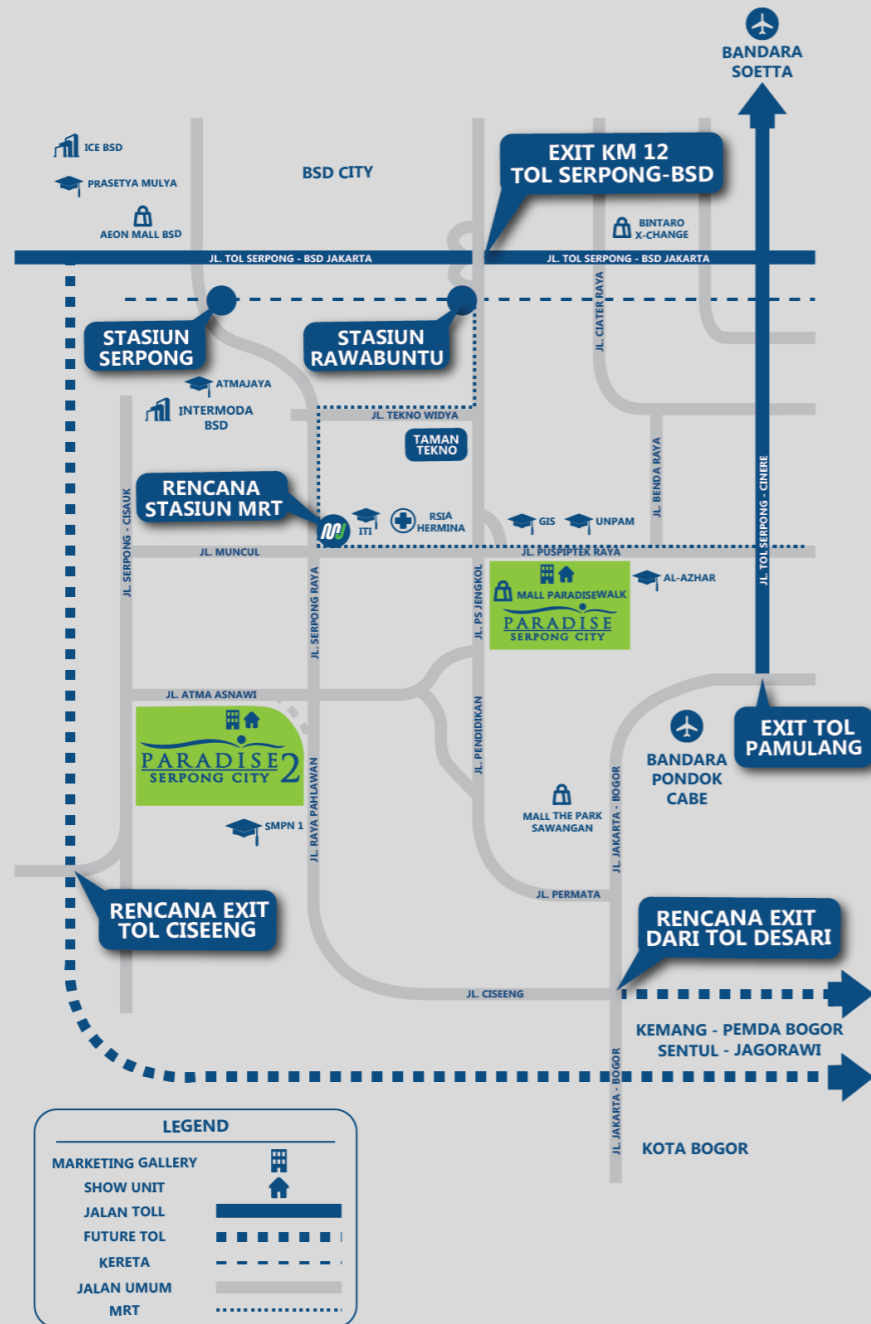 BANDARA
SOETTA
ICE BSD
PRASETYA MULYA
AEON MALL BSD
BSD CITY
EXIT KM 12
TOL SERPONG-BSD
BINTARO
X-CHANGE
JL. TOL SERPONG - BSD JAKARTA
JL. TOL SERPONG - BSD JAKARTA
STASIUN
SERPONG
STASIUN
RAWABUNTU
JL. CIATER RAYA
ATMAJAYA
INTERMODA
BSD
JL. TEKNO WIDYA
TAMAN
TEKNO
JL. BENDA RAYA
JL. TOL SERPONG - CINERE
RENCANA
STASIUN MRT
ITI
RSIA
HERMINA
GIS
UNPAM
JL. SERPONG - CISAUK
JL. MUNCUL
JL. PUSPIPTEK RAYA
JL. SERPONG RAYA
JL. PS JENGKOL
MALL PARADISEWALK
PARADISE
SERPONG CITY
AL-AZHAR
JL. ATMA ASNAWI
PARADISE 2
SERPONG CITY
JL. PENDIDIKAN
EXIT TOL
PAMULANG
BANDARA
PONDOK
CABE
SMPN 1
JL. RAYA PAHLAWAN
MALL THE PARK
SAWANGAN
JL. JAKARTA - BOGOR
JL. PERMATA
RENCANA EXIT
TOL CISEENG
RENCANA EXIT
DARI TOL DESARI
JL. CISEENG
KEMANG - PEMDA BOGOR
SENTUL - JAGORAWI
JL. JAKARTA - BOGOR
KOTA BOGOR
LEGEND
MARKETING GALLERY
SHOW UNIT
JALAN TOLL
FUTURE TOL
KERETA
JALAN UMUM
MRT